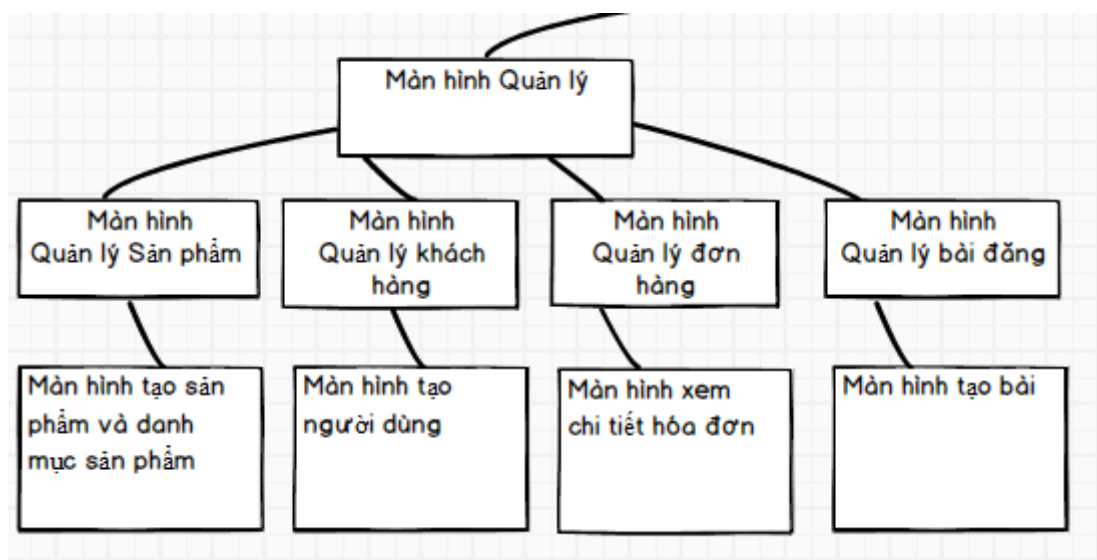 Màn hình Quản lý
Màn hình
Quản lý Sản phẩm
Màn hình
Quản lý khách
hàng
Màn hình
Quản lý đơn
hàng
Màn hình
Quản lý bài đăng
Màn hình tạo sản
phẩm và danh
mục sản phẩm
Màn hình tạo
người dùng
Màn hình xem
chi tiết hóa đơn
Màn hình tạo bài